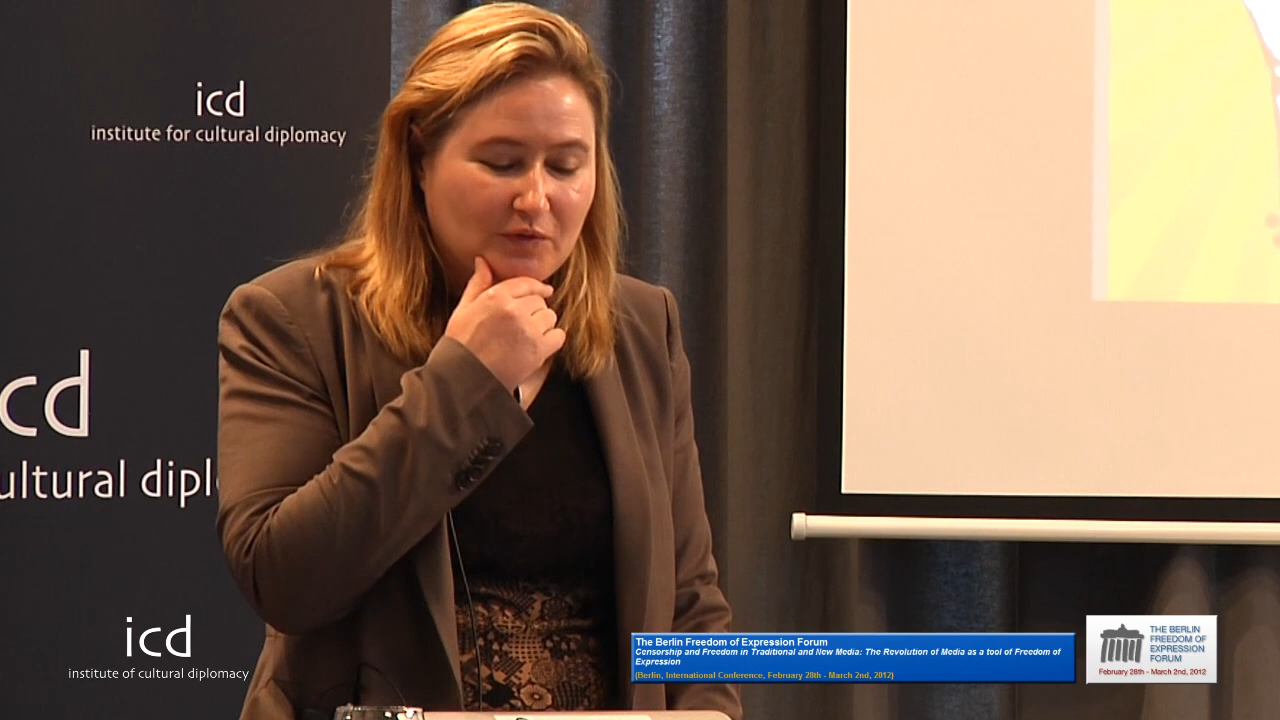 icd
institute for cultural diplomacy
cd
ultural dipl
icd
institute of cultural diplomacy
The Berlin Freedom of Expression Forum
Censorship and Freedom in Traditional and New Media: The Revolution of Media as a tool of Freedom of
Expression
(Berlin, International Conference, February 28th - March 2nd, 2012)
THE BERLIN
FREEDOM OF
EXPRESSION
FORUM
February 28th - March 2nd, 2012